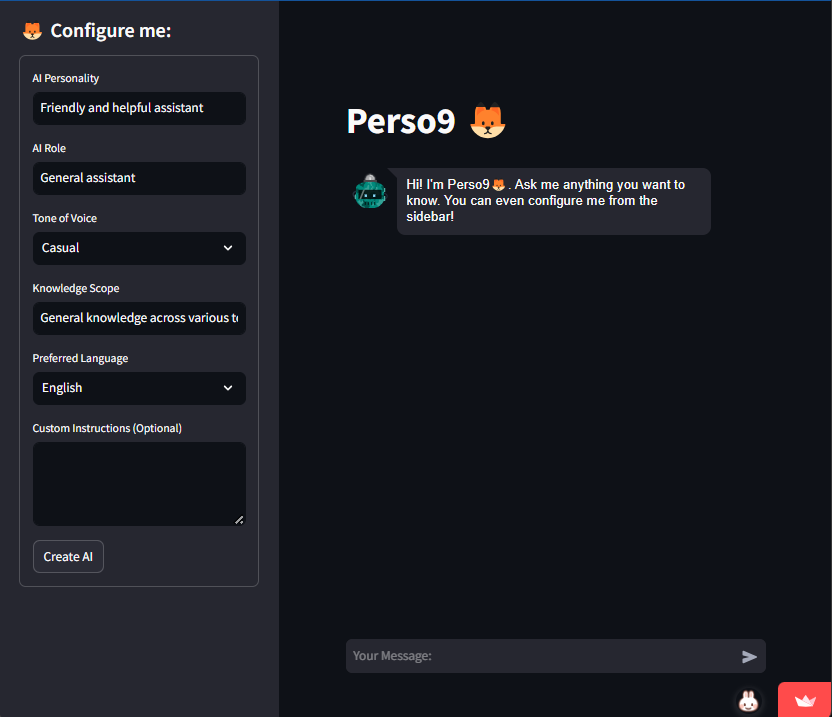 Configure me:
AI Personality
Friendly and helpful assistant
AI Role
General assistant
Tone of Voice
Casual
Knowledge Scope
General knowledge across various
Preferred Language
English
Custom Instructions (Optional)
Create AI
Perso9
Hi! I'm Perso9 🦊 . Ask me anything you want to
know. You can even configure me from the
sidebar!
Your Message: